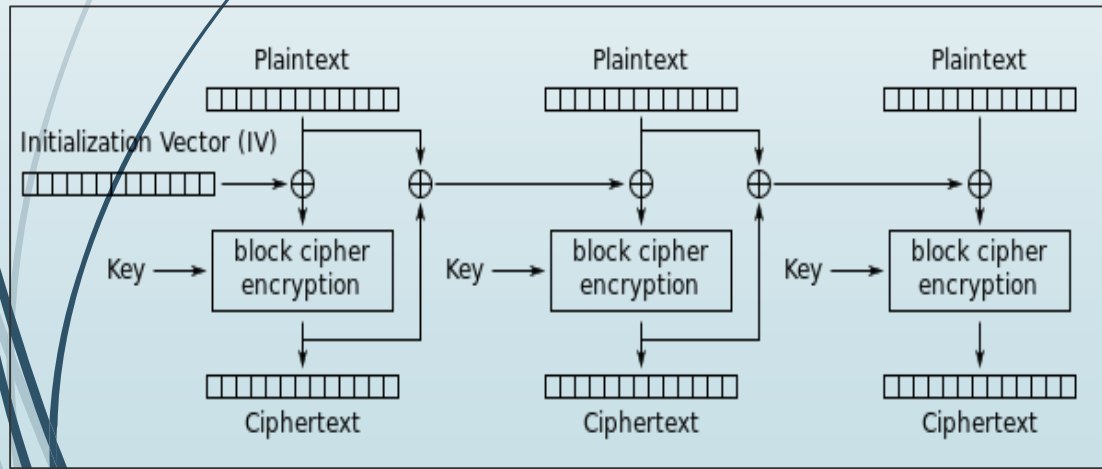 Plaintext
Plaintext
Plaintext
Initialization Vector (IV)
Key
block cipher
encryption
Key
block cipher
encryption
Key
block cipher
encryption
Ciphertext
Ciphertext
Ciphertext